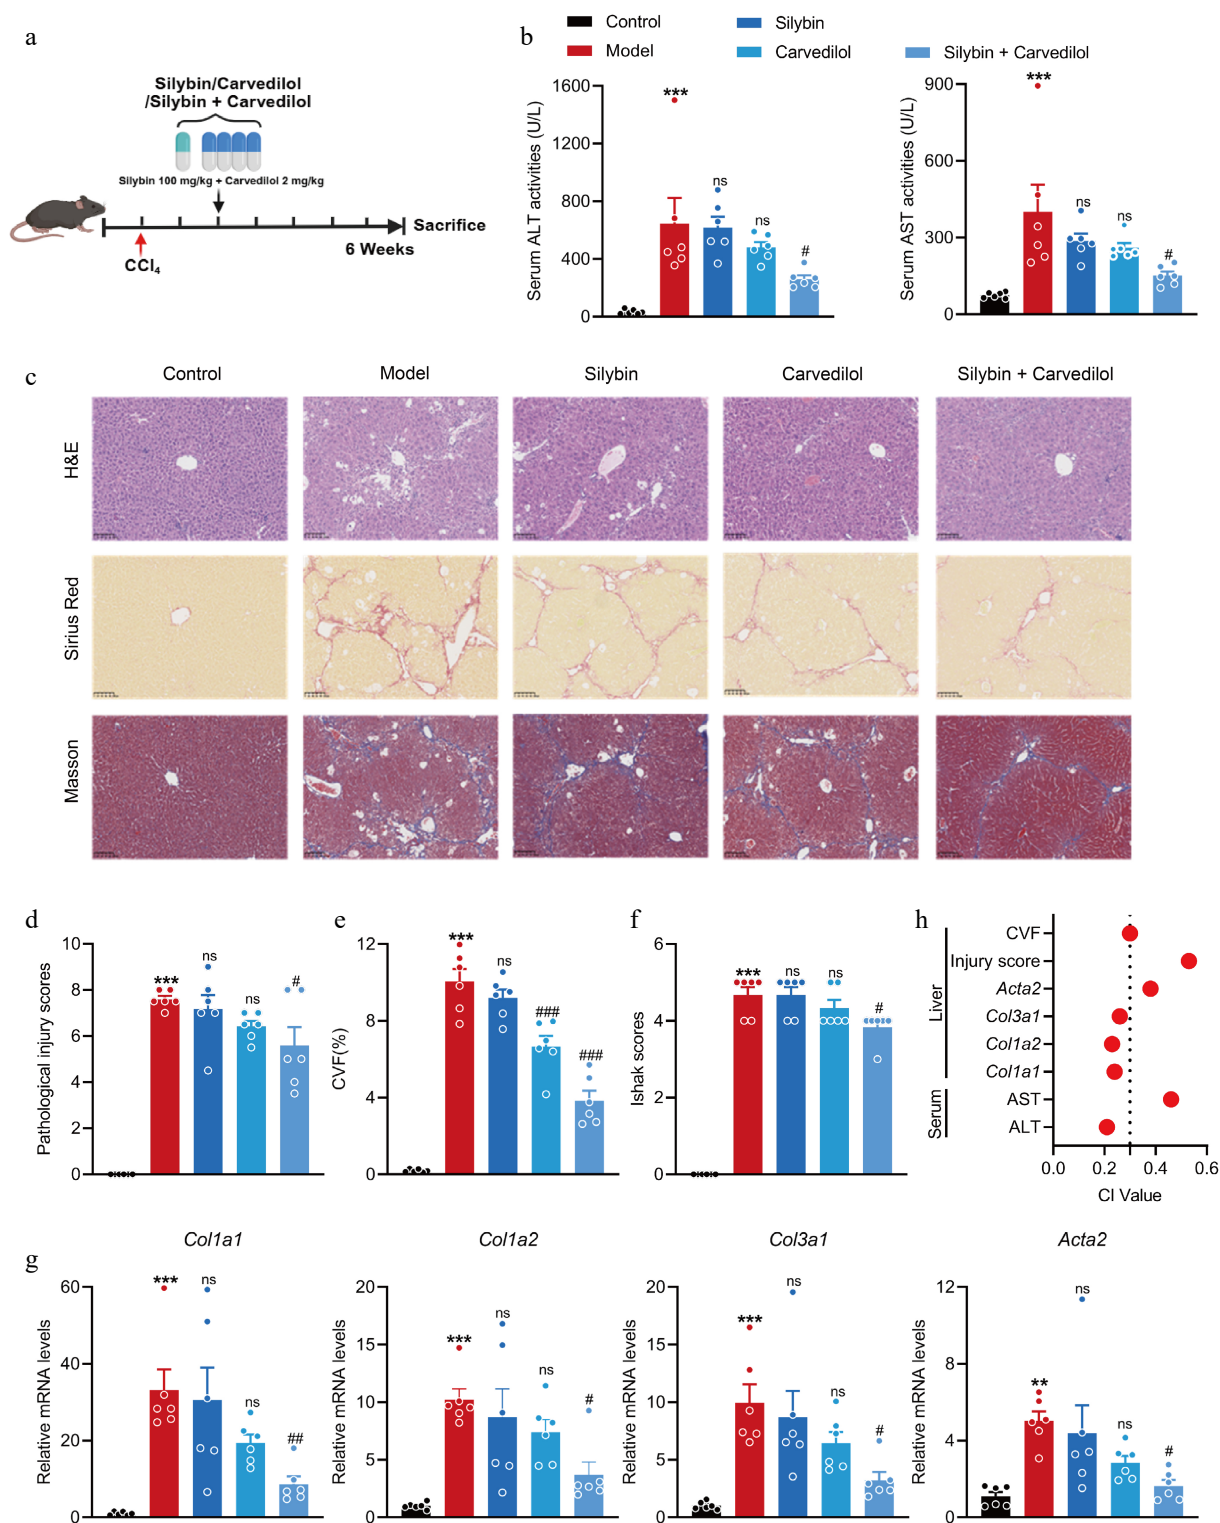 a
Silybin/Carvedilol
/Silybin + Carvedilol
Silybin 100 mg/kg + Carvedilol 2 mg/kg
Sacrifice
6 Weeks
CCl₄
b
Control
Model
Silybin
Carvedilol
Silybin + Carvedilol
Serum ALT activities (U/L)
1600
1200
800
400
0
***
ns
ns
#
Serum AST activities (U/L)
900
600
300
0
***
ns
ns
#
c
Control
Model
Silybin
Carvedilol
Silybin + Carvedilol
H&E
Sirius Red
Masson
d
Pathological injury scores
10
8
6
4
2
0
***
ns
ns
#
e
CVF(%)
12
8
4
0
***
ns
###
###
f
Ishak scores
6
4
2
0
***
ns
ns
#
h
Liver
Serum
CVF
Injury score
Acta2
Col3a1
Col1a2
Col1a1
AST
ALT
0.0
0.2
0.4
0.6
CI Value
g
Col1a1
Relative mRNA levels
60
40
20
0
***
ns
ns
##
Col1a2
Relative mRNA levels
20
15
10
5
0
***
ns
ns
#
Col3a1
Relative mRNA levels
20
15
10
5
0
***
ns
ns
#
Acta2
Relative mRNA levels
12
8
4
0
**
ns
ns
#